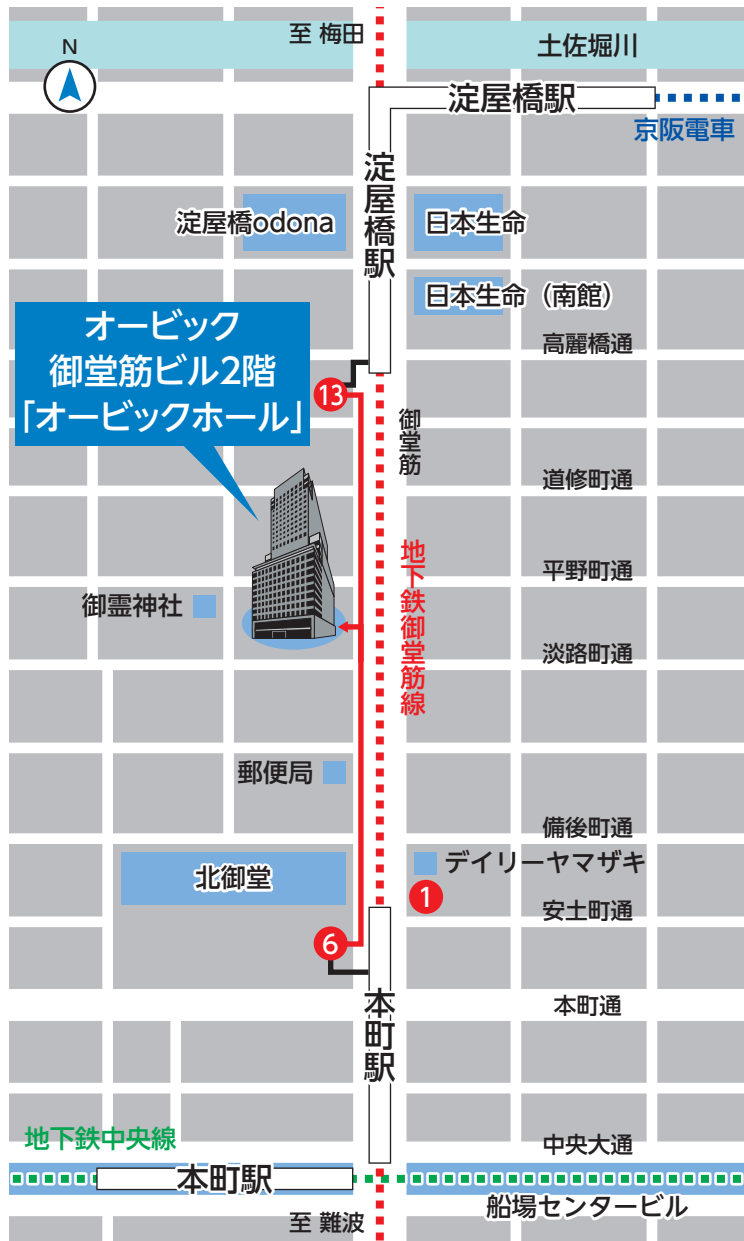 至 梅田
土佐堀川
N
淀屋橋駅
京阪電車
淀屋橋駅
淀屋橋odona
日本生命
日本生命（南館）
高麗橋通
オービック
御堂筋ビル2階
「オービックホール」
13
御堂筋
道修町通
地下鉄御堂筋線
平野町通
御霊神社
淡路町通
郵便局
備後町通
デイリーヤマザキ
北御堂
1
安土町通
6
本町駅
本町通
地下鉄中央線
中央大通
本町駅
船場センタービル
至 難波